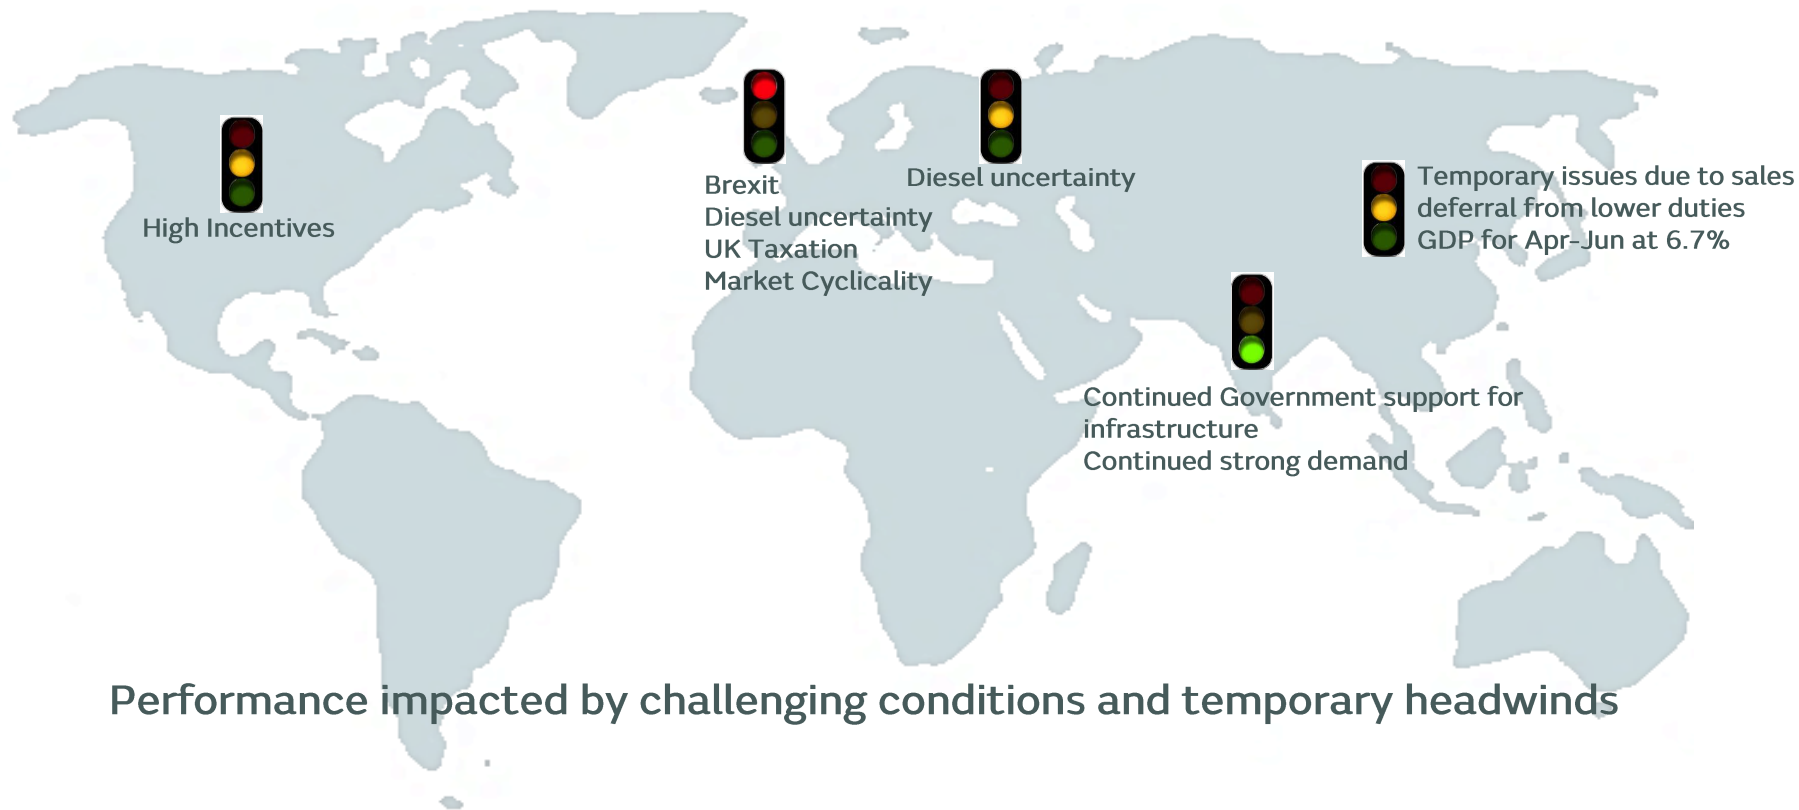 High Incentives
Brexit
Diesel uncertainty
UK Taxation
Market Cyclicality
Diesel uncertainty
Temporary issues due to sales
deferral from lower duties
GDP for Apr-Jun at 6.7%
Continued Government support for
infrastructure
Continued strong demand
Performance impacted by challenging conditions and temporary headwinds